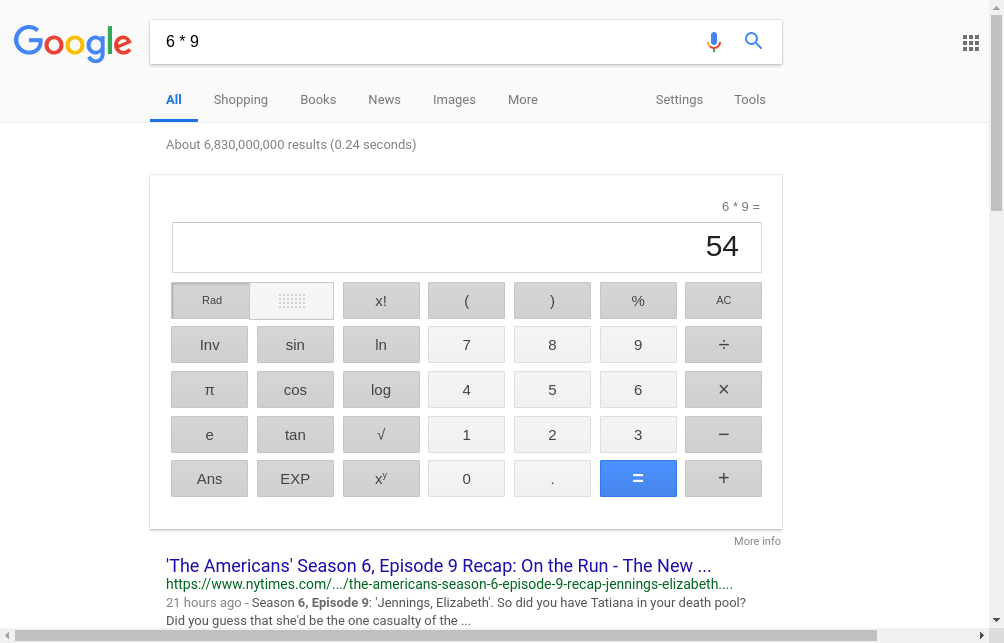 Google
6 * 9
All Shopping Books News Images More Settings Tools
About 6,830,000,000 results (0.24 seconds)
6 * 9 =
54
Rad x! ( ) % AC
Inv sin ln 7 8 9 ÷
π cos log 4 5 6 ×
e tan √ 1 2 3 −
Ans EXP xʸ 0 . = +
More info
'The Americans' Season 6, Episode 9 Recap: On the Run - The New ...
https://www.nytimes.com/.../the-americans-season-6-episode-9-recap-jennings-elizabeth....
21 hours ago - Season 6, Episode 9: 'Jennings, Elizabeth'. So did you have Tatiana in your death pool?
Did you guess that she'd be the one casualty of the ...